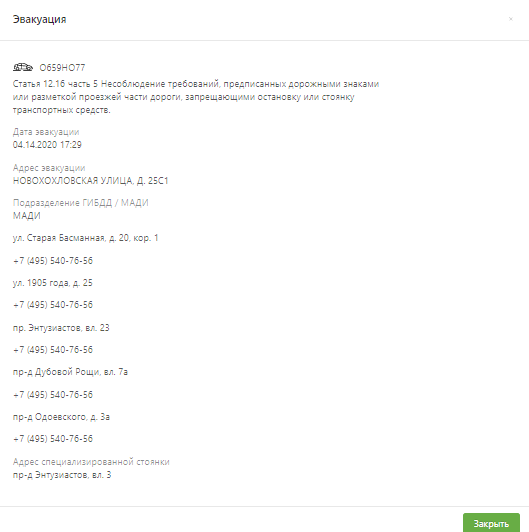 Эвакуация
×
О659НО77
Статья 12.16 часть 5 Несоблюдение требований, предписанных дорожными знаками
или разметкой проезжей части дороги, запрещающими остановку или стоянку
транспортных средств.
Дата эвакуации
04.14.2020 17:29
Адрес эвакуации
НОВОХОХЛОВСКАЯ УЛИЦА, Д. 25С1
Подразделение ГИБДД / МАДИ
МАДИ
ул. Старая Басманная, д. 20, кор. 1
+7 (495) 540-76-56
ул. 1905 года, д. 25
+7 (495) 540-76-56
пр. Энтузиастов, вл. 23
+7 (495) 540-76-56
пр-д Дубовой Рощи, вл. 7а
+7 (495) 540-76-56
пр-д Одоевского, д. 3а
+7 (495) 540-76-56
Адрес специализированной стоянки
пр-д Энтузиастов, вл. 3
Закрыть